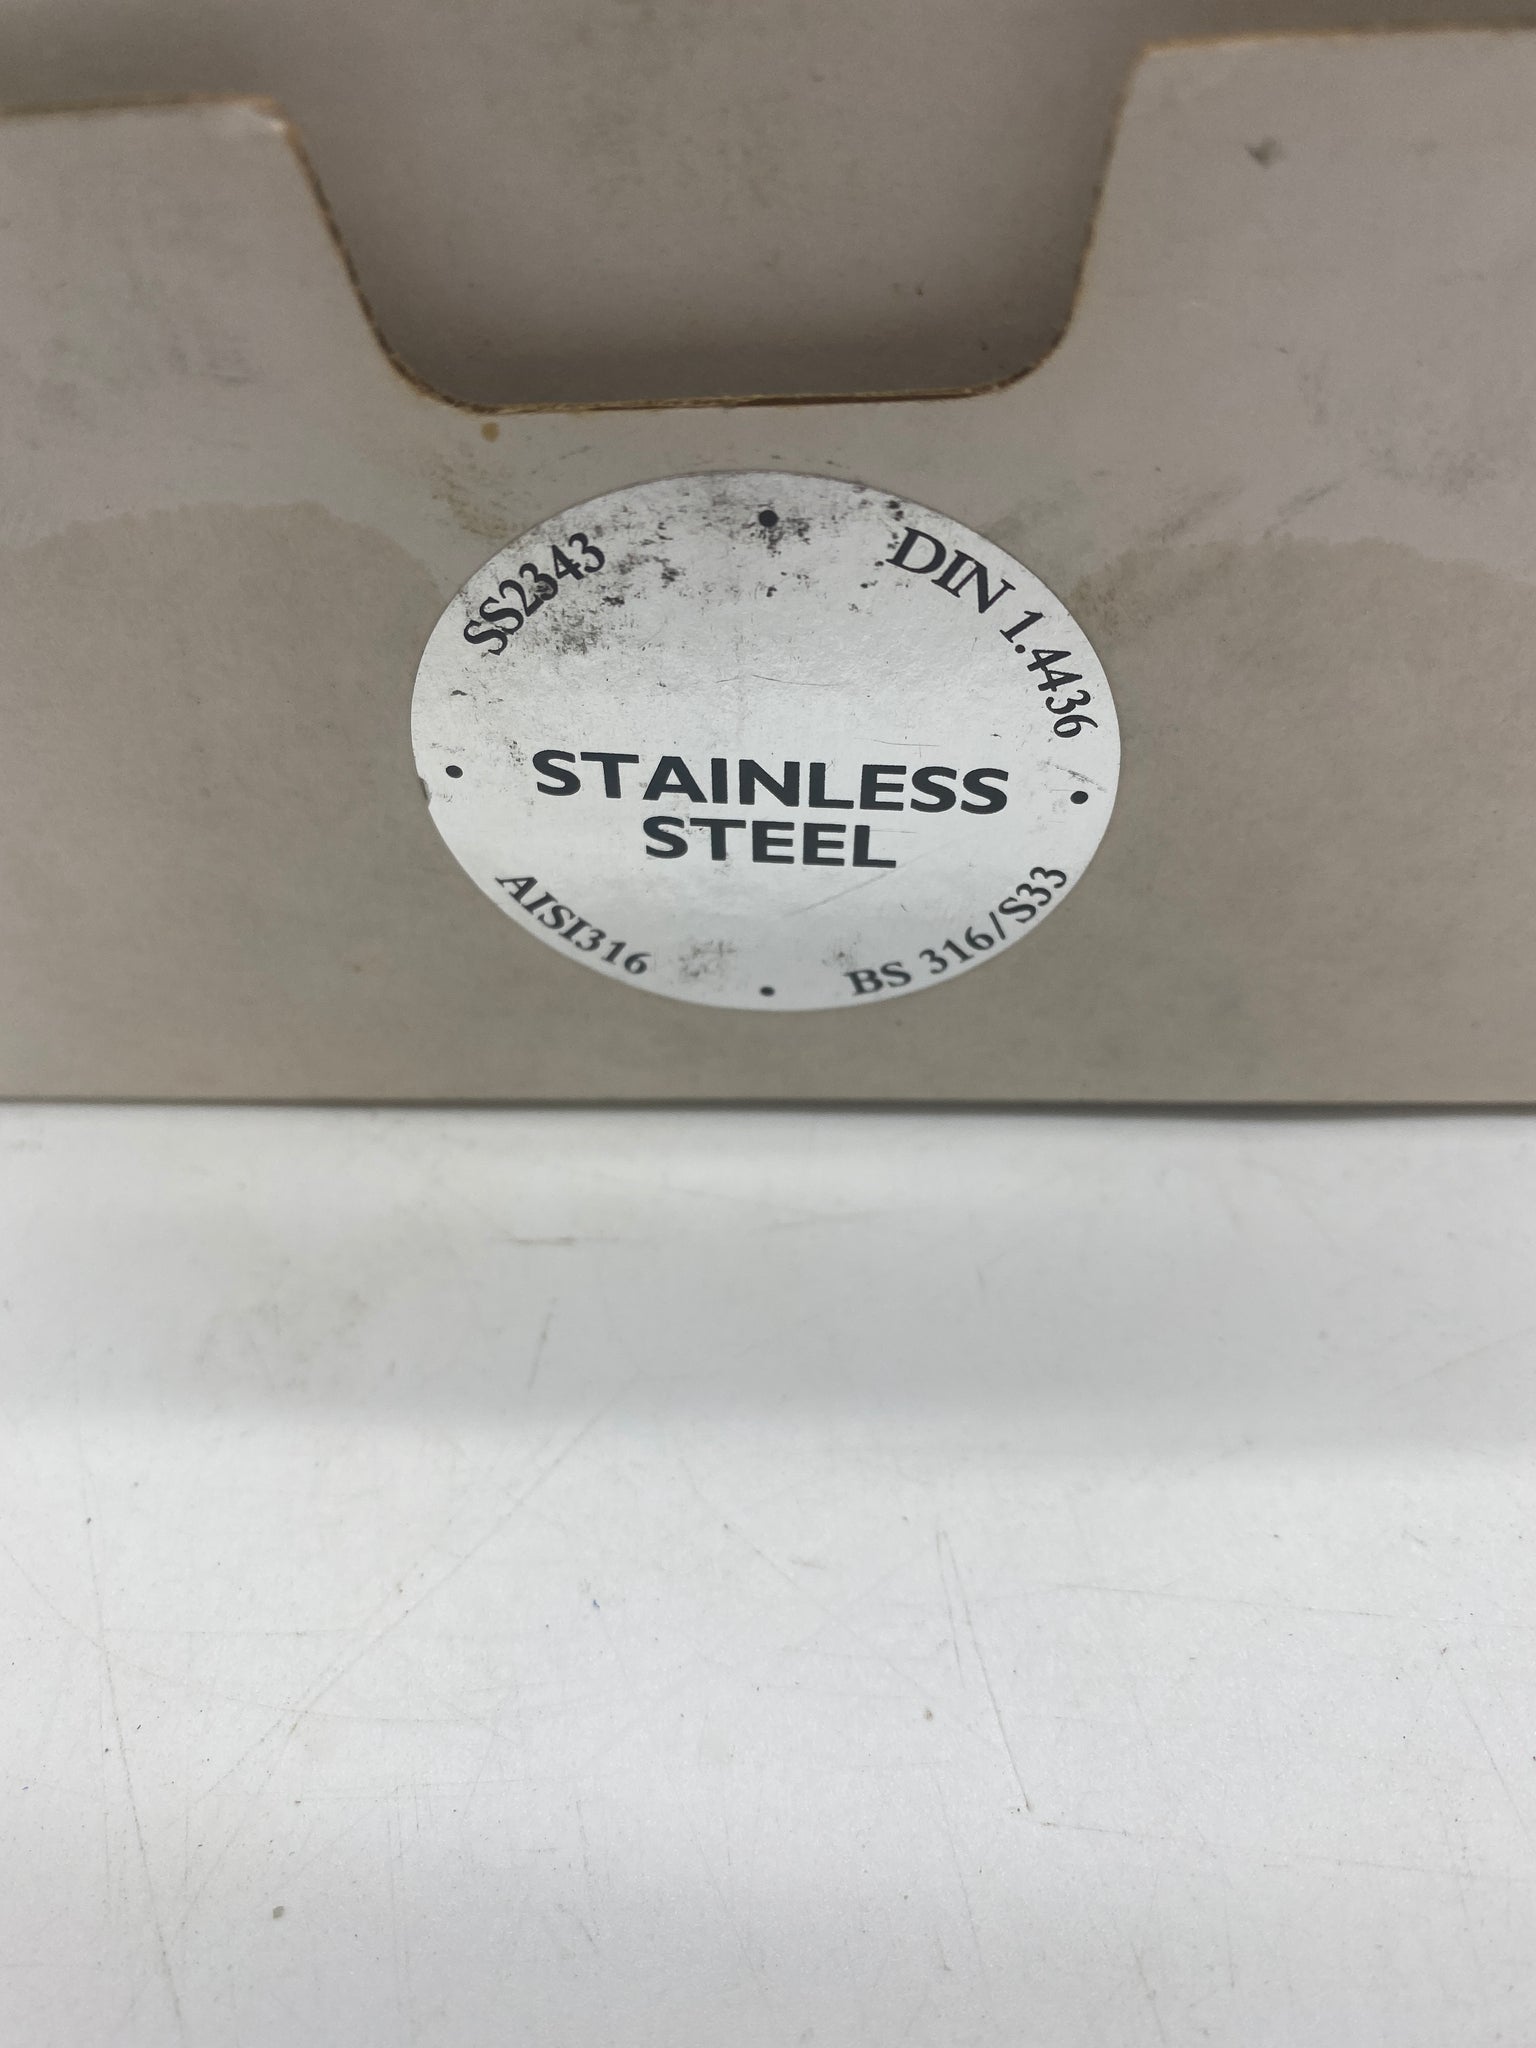 SS2343
DIN 1.4436
STAINLESS
STEEL
AISI316
BS 316/S33